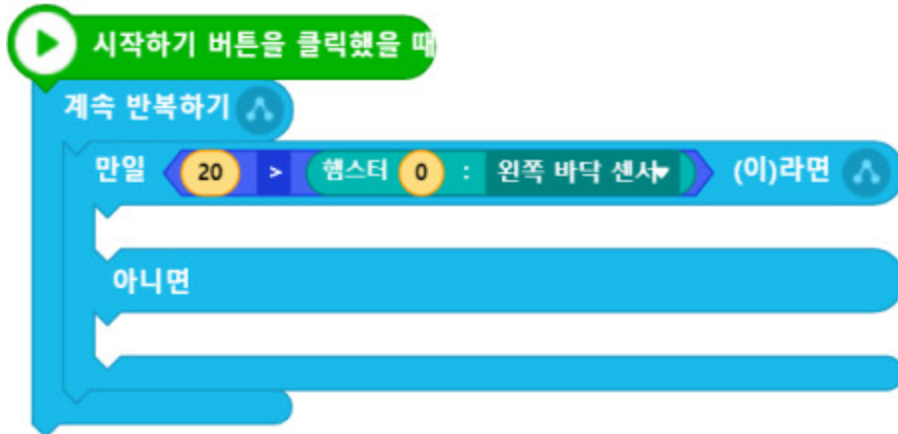 시작하기 버튼을 클릭했을 때
계속 반복하기
만일 20 > 햄스터 0 : 왼쪽 바닥 센서 (이)라면
아니면